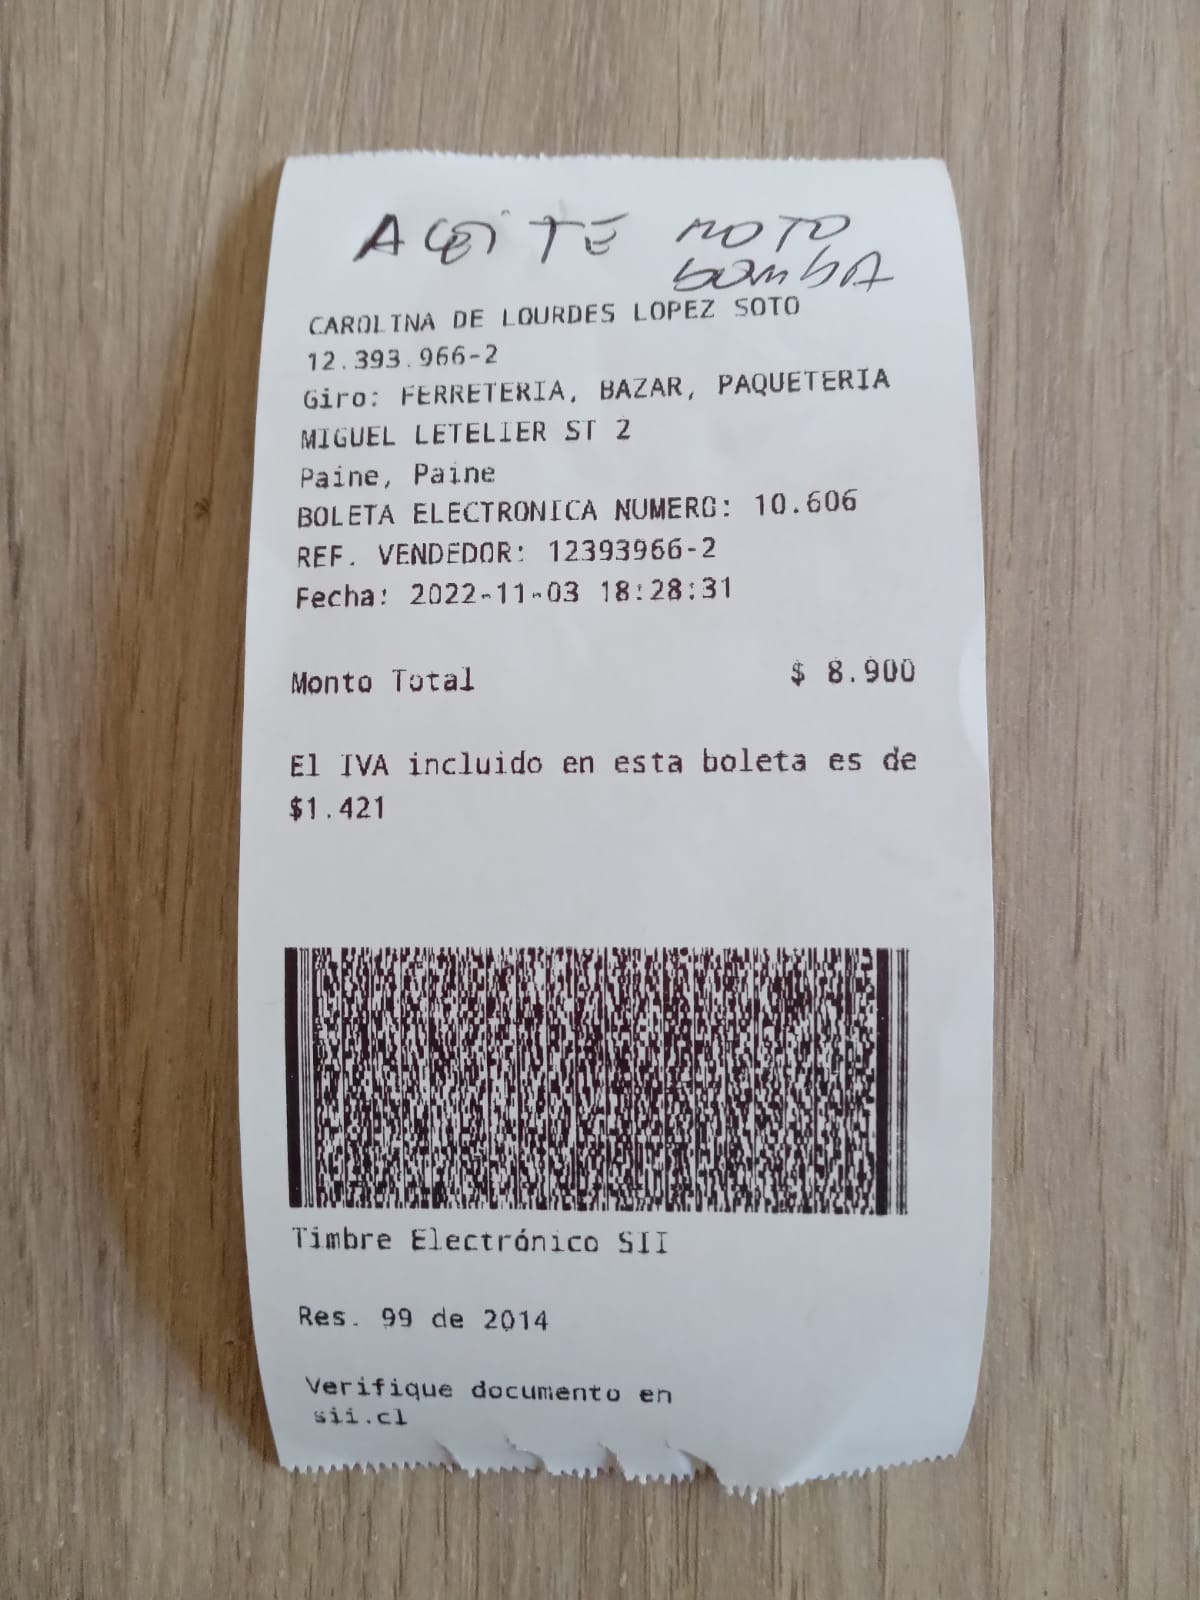 ACEITE MOTO
BOMBA
CAROLINA DE LOURDES LOPEZ SOTO
12.393.966-2
Giro: FERRETERIA, BAZAR, PAQUETERIA
MIGUEL LETELIER ST 2
Paine, Paine
BOLETA ELECTRONICA NUMERO: 10.606
REF. VENDEDOR: 12393966-2
Fecha: 2022-11-03 18:28:31
Monto Total $ 8.900
El IVA incluido en esta boleta es de
$1.421
Timbre Electrónico SII
Res. 99 de 2014
Verifique documento en
sii.cl